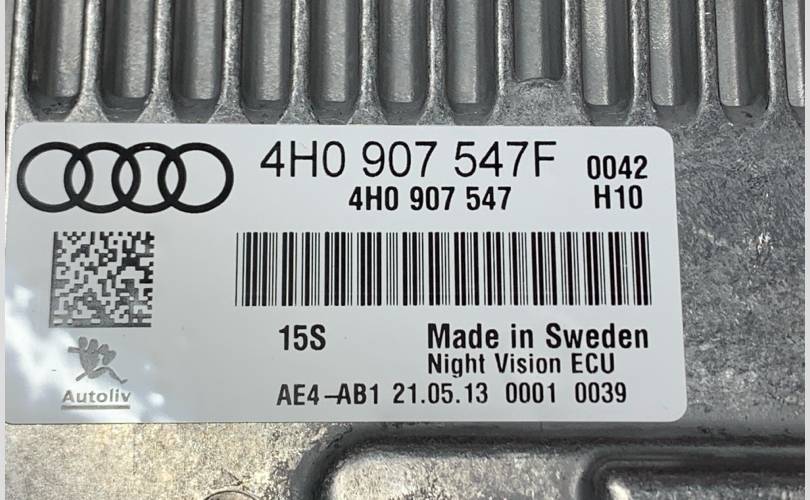 4H0 907 547F 0042
4H0 907 547 H10
15S Made in Sweden
Night Vision ECU
Autoliv
AE4-AB1 21.05.13 0001 0039